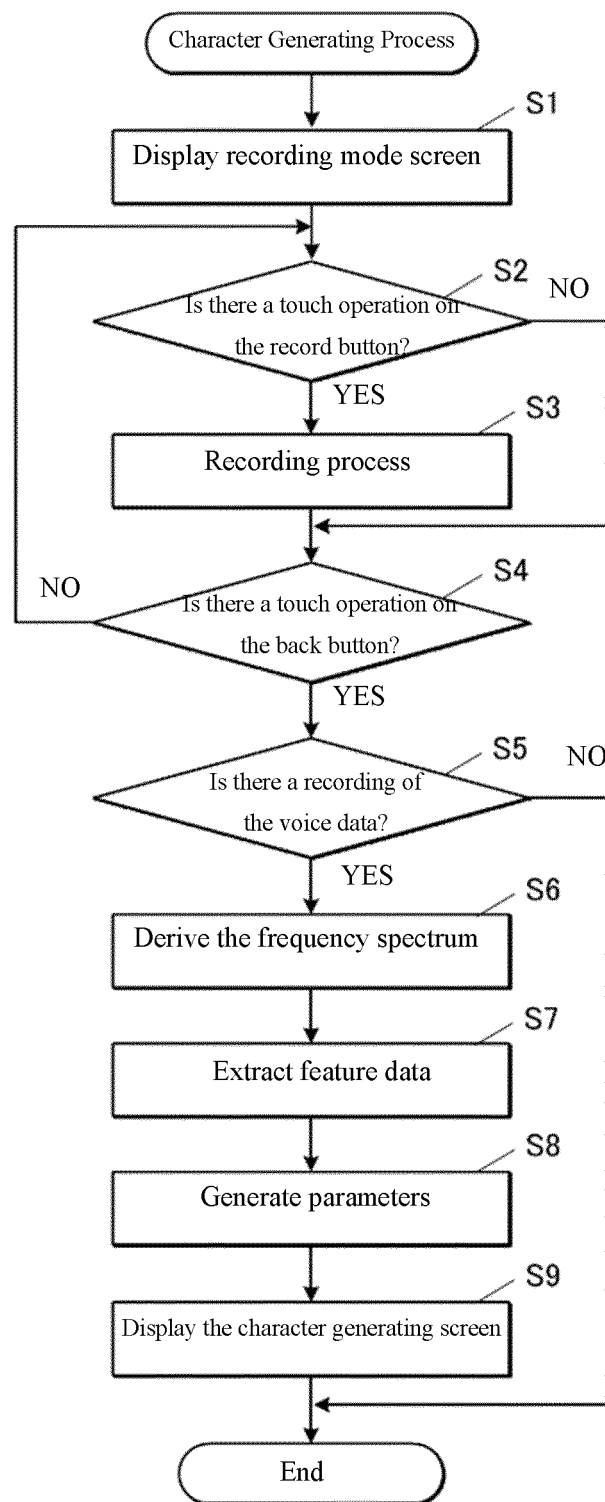 Character Generating Process
S1
Display recording mode screen
S2
NO
Is there a touch operation on
the record button?
YES
S3
Recording process
S4
NO
Is there a touch operation on
the back button?
YES
S5
NO
Is there a recording of
the voice data?
YES
S6
Derive the frequency spectrum
S7
Extract feature data
S8
Generate parameters
S9
Display the character generating screen
End